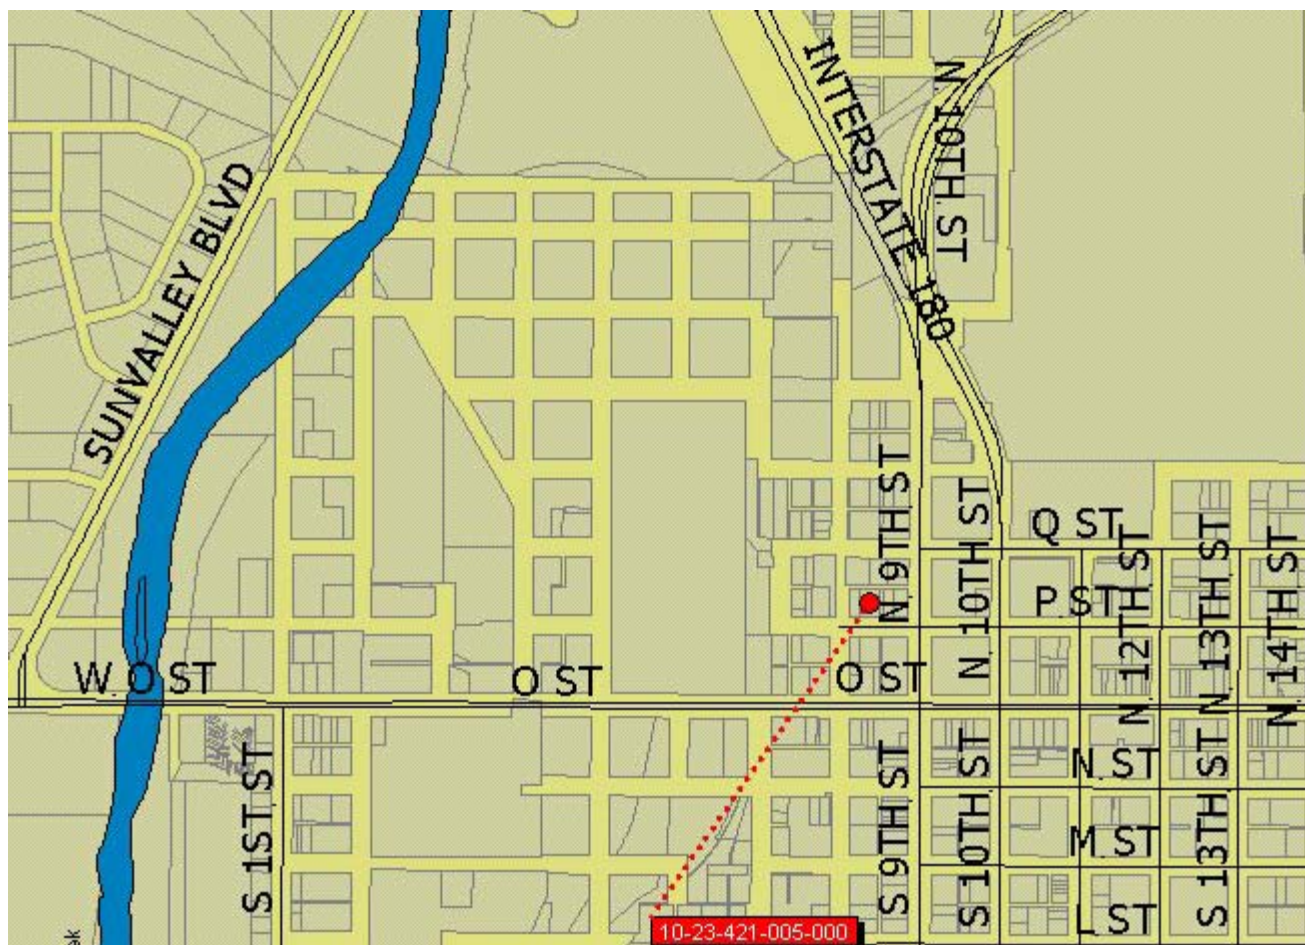 INTERSTATE 180
N. 10TH ST
SUNVALLEY BLVD
N. 9TH ST
N. 10TH ST
Q ST
N. 12TH ST
N. 13TH ST
N. 14TH ST
P ST
W. O ST
O ST
O ST
S 1ST ST
S 9TH ST
S 10TH ST
N. ST
S 13TH ST
M. ST
L ST
10-23-421-005-000